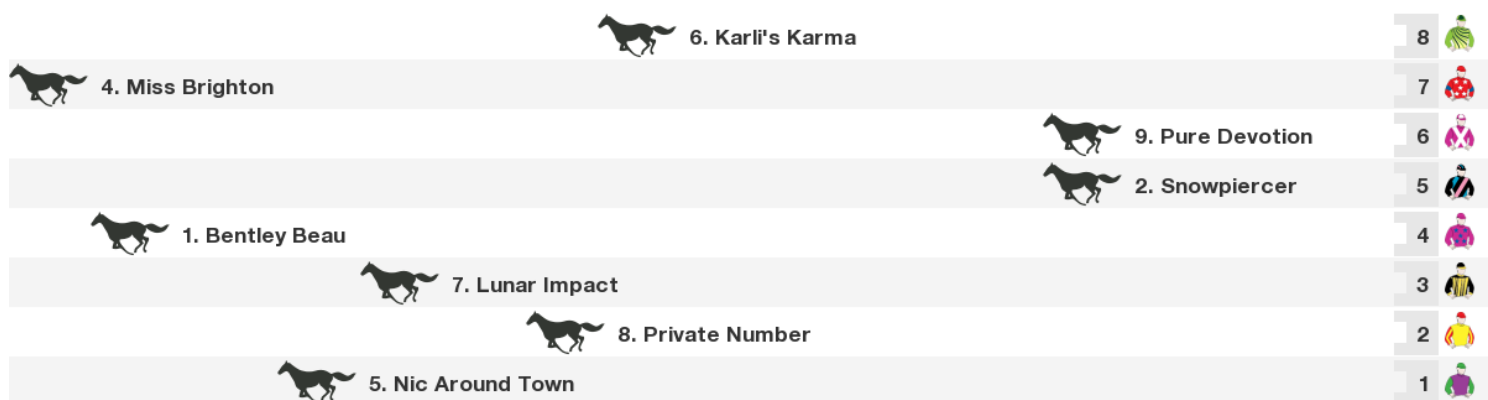 6. Karli's Karma 8
4. Miss Brighton 7
9. Pure Devotion 6
2. Snowpiercer 5
1. Bentley Beau 4
7. Lunar Impact 3
8. Private Number 2
5. Nic Around Town 1